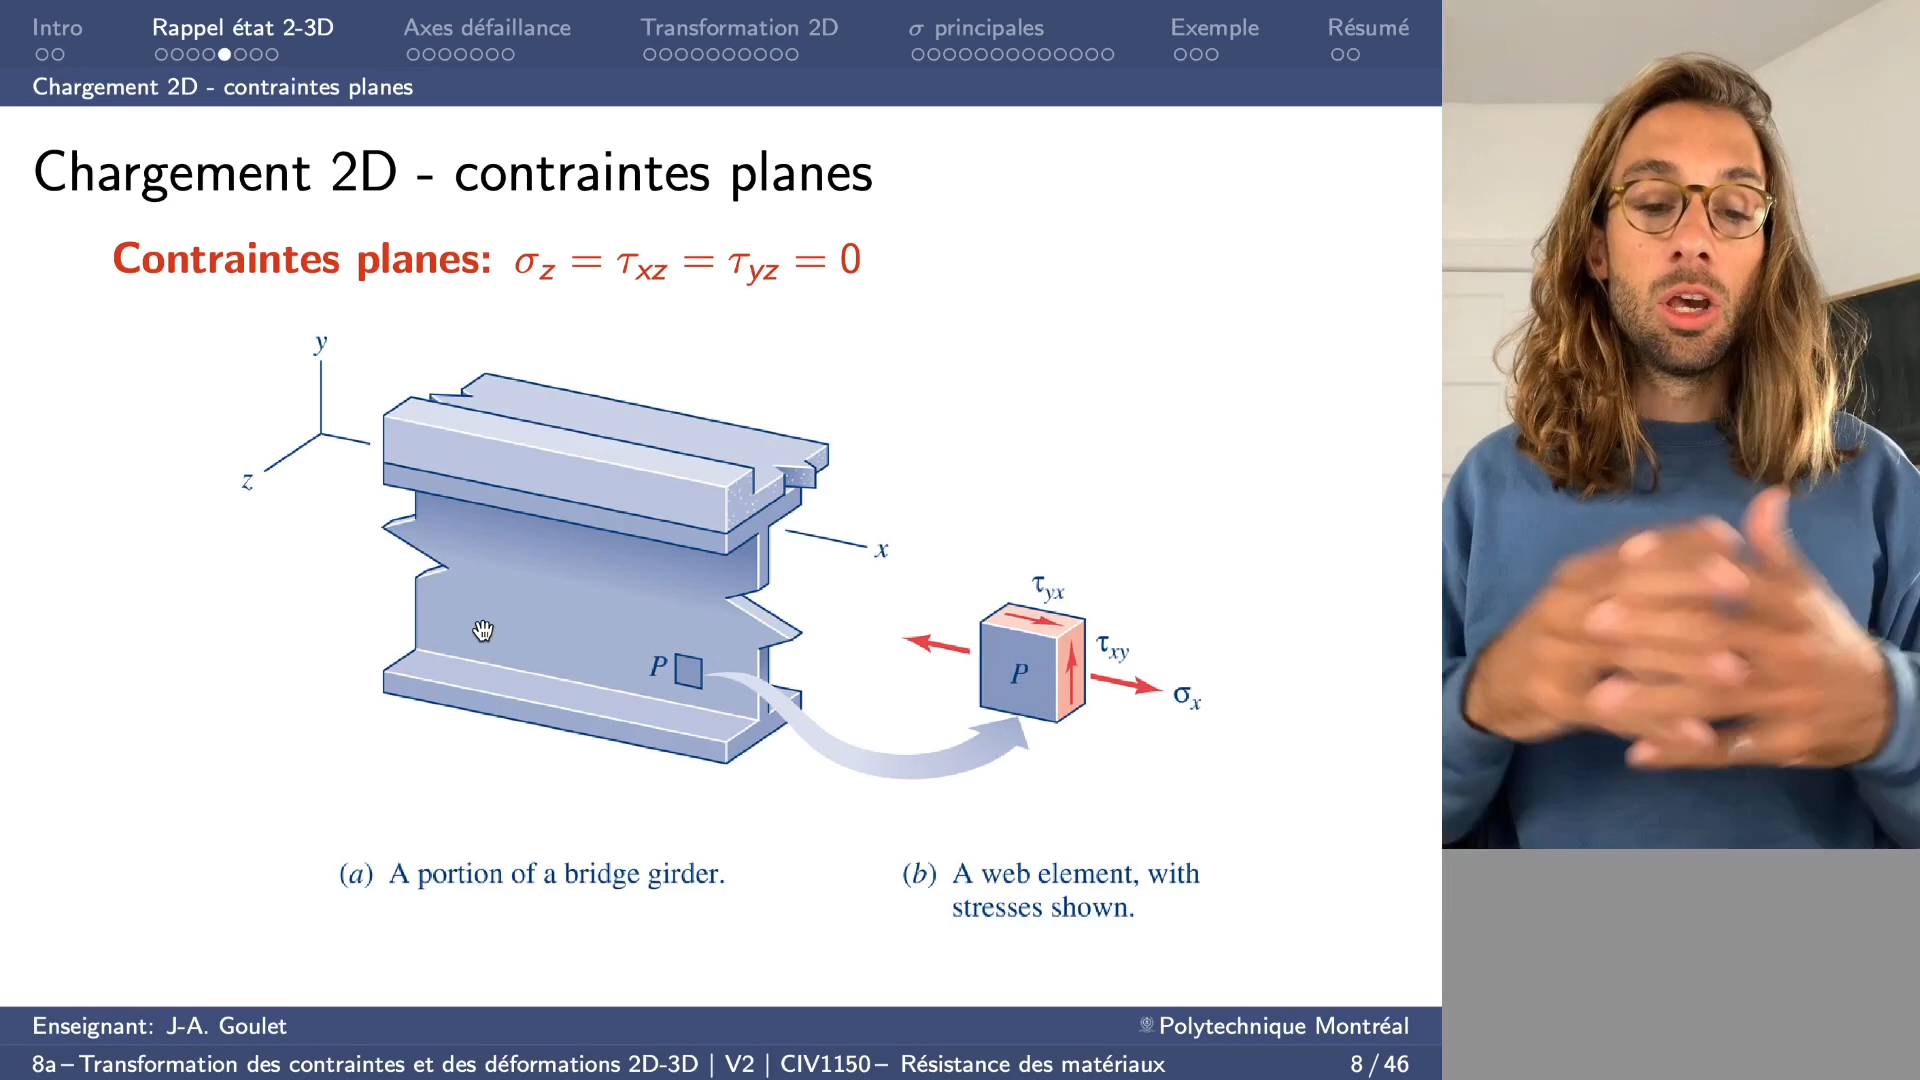 Intro Rappel état 2-3D Axes défaillance Transformation 2D σ principales Exemple Résumé
Chargement 2D - contraintes planes
Chargement 2D - contraintes planes
Contraintes planes: σz = τxz = τyz = 0
y
z
x
P
τyx
τxy
P
σx
(a) A portion of a bridge girder.
(b) A web element, with
stresses shown.
Enseignant: J-A. Goulet Polytechnique Montréal
8a – Transformation des contraintes et des déformations 2D-3D | V2 | CIV1150 – Résistance des matériaux 8 / 46